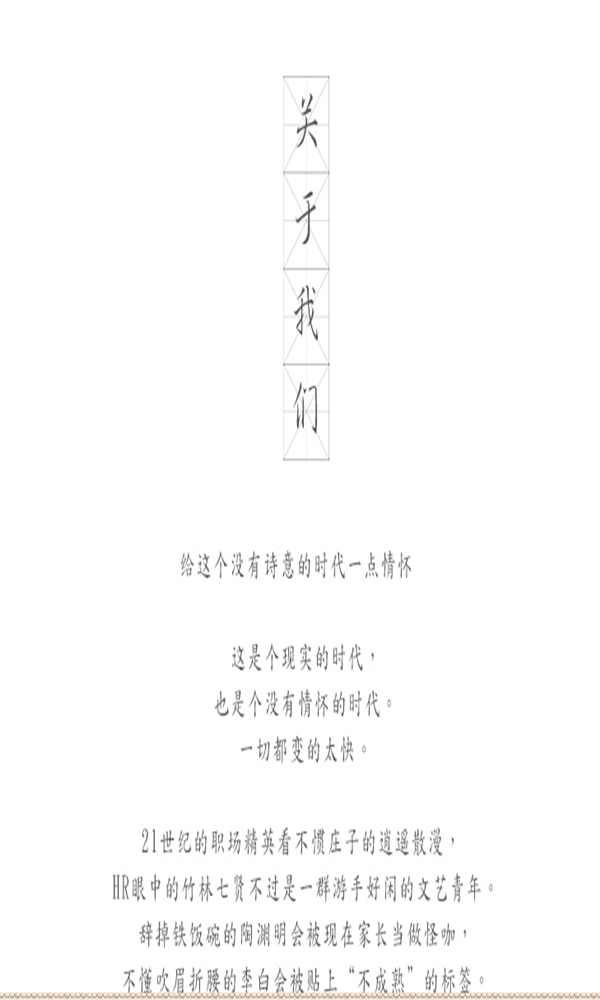 关于我们
给这个没有诗意的时代一点情怀
这是个现实的时代，
也是个没有情怀的时代。
一切都变的太快。
21世纪的职场精英看不惯庄子的逍遥散漫，
HR眼中的竹林七贤不过是一群游手好闲的文艺青年。
辞掉铁饭碗的陶渊明会被现在家长当做怪咖，
不懂吹眉折腰的李白会被贴上“不成熟”的标签。